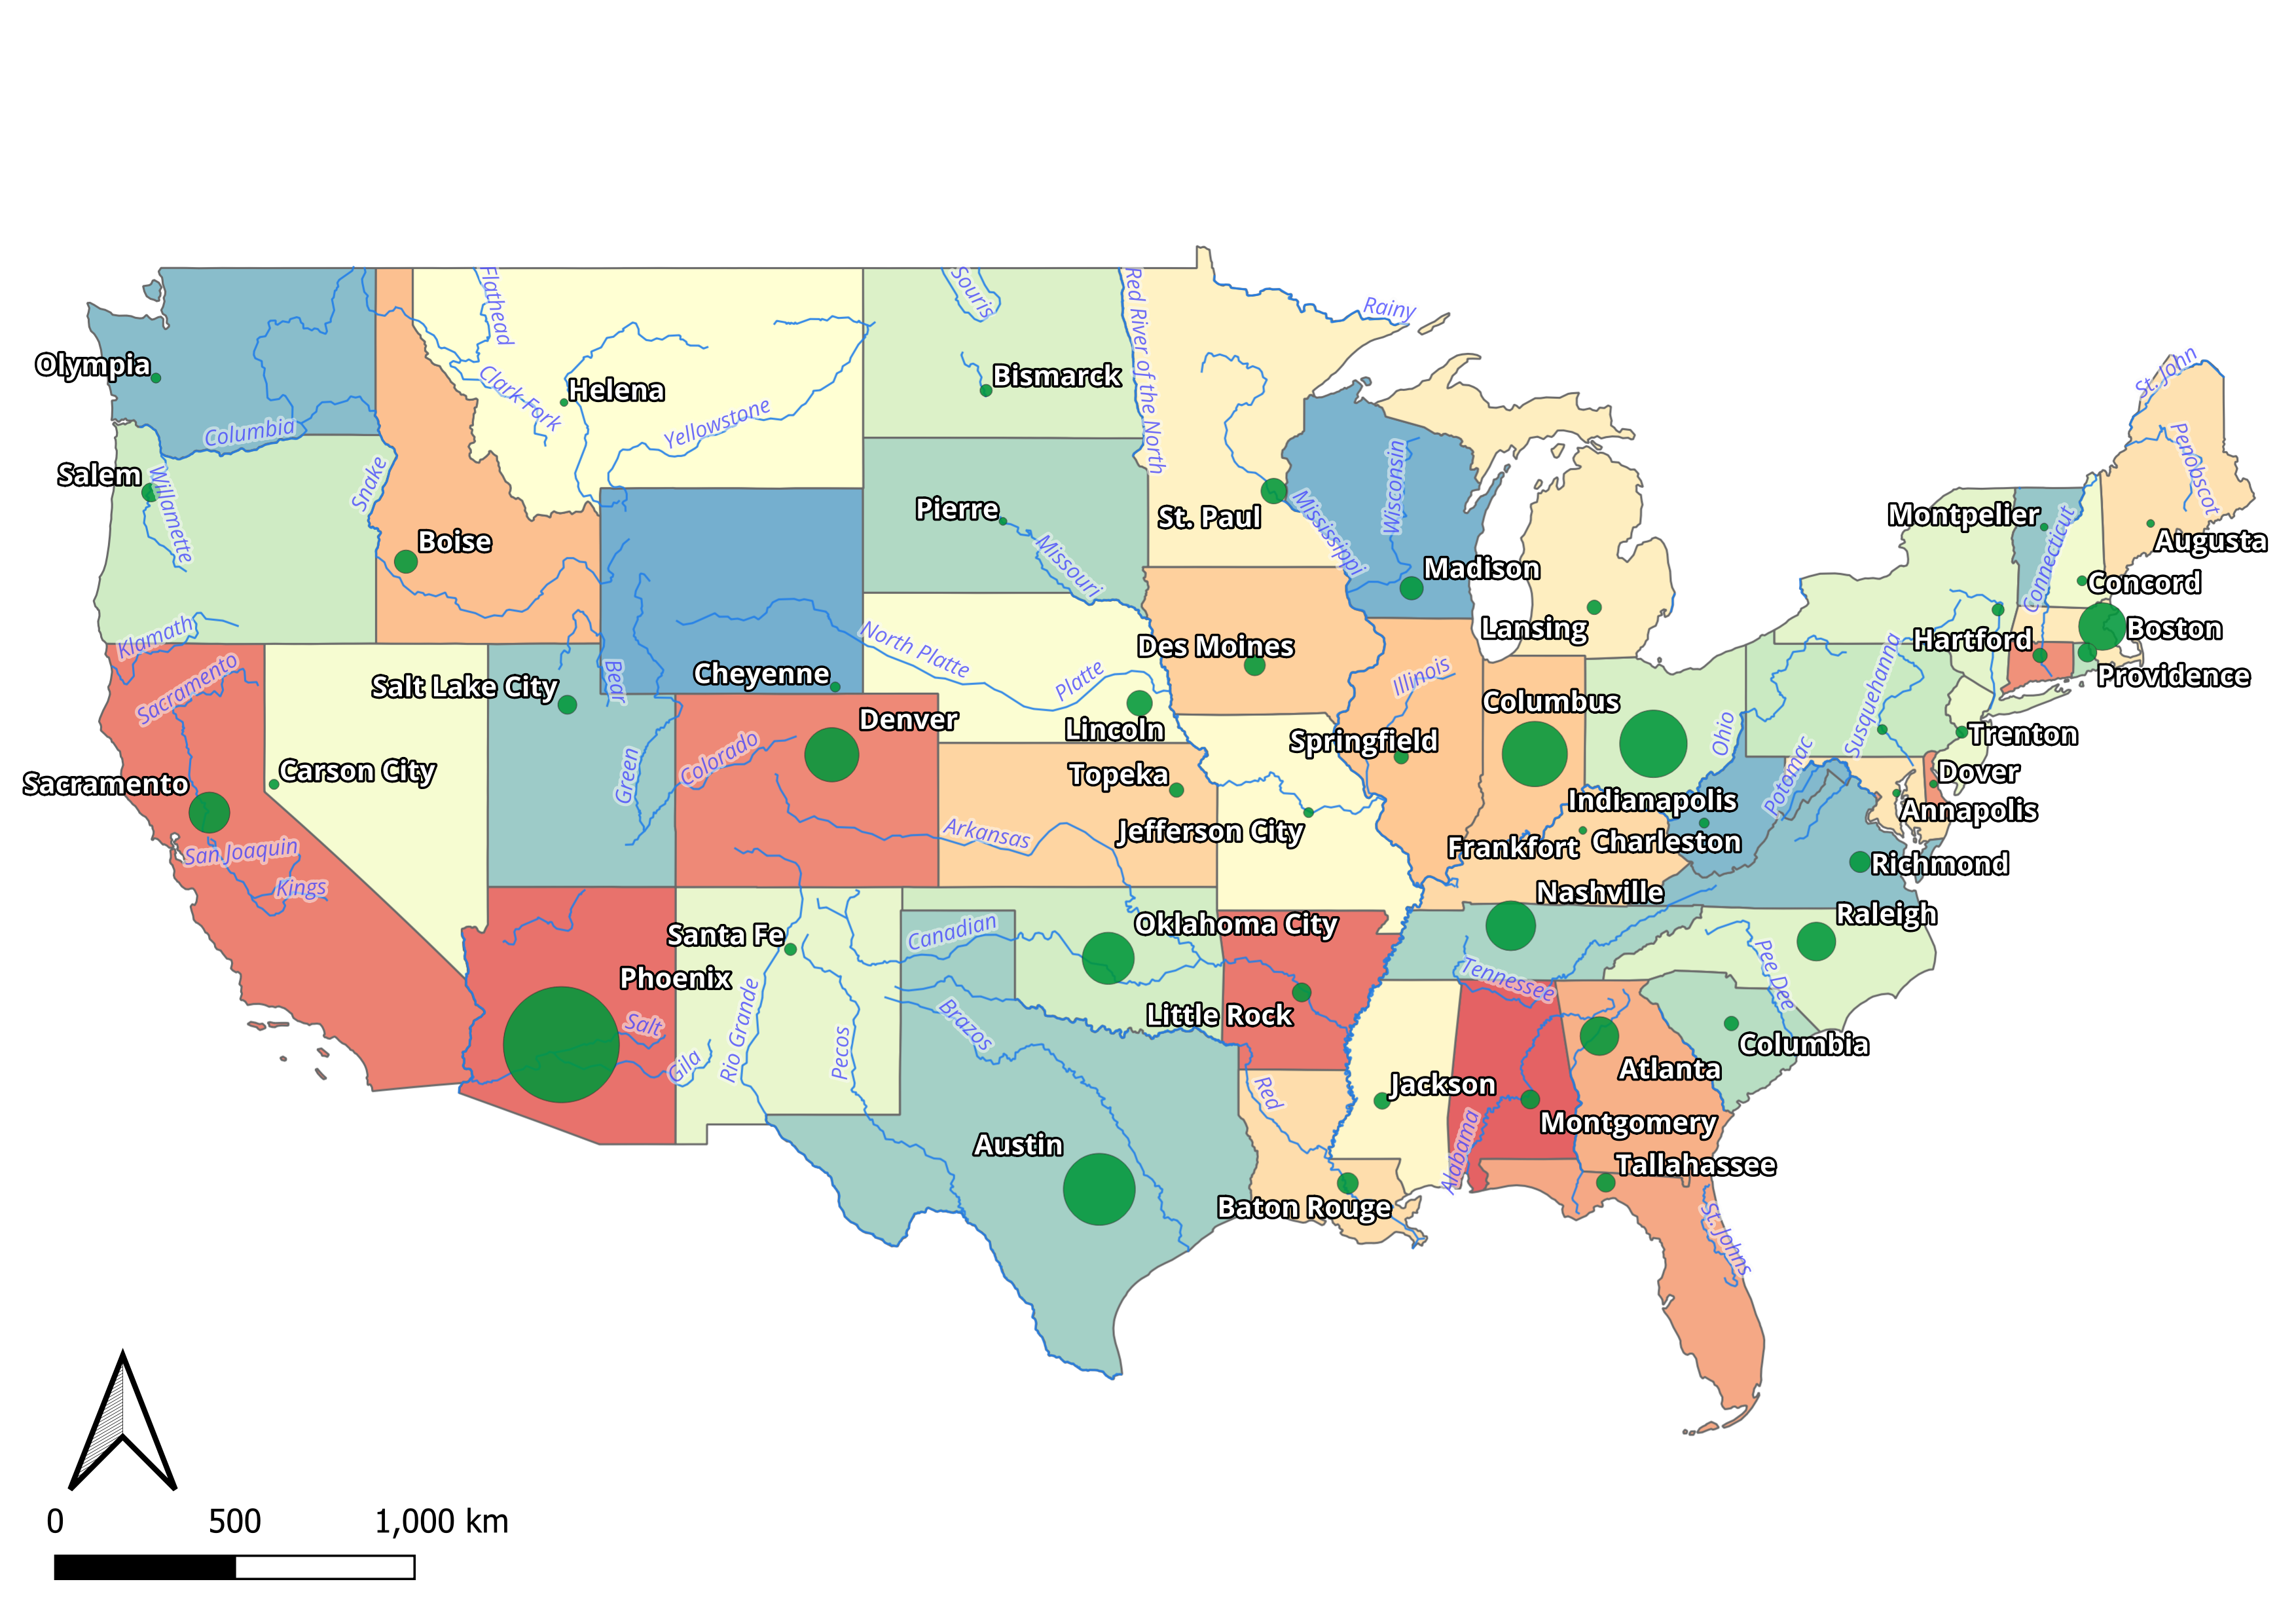 Flathead
Souris
Red River of the North
Rainy
Olympia
Clark Fork
Helena
Bismarck
St. John
Columbia
Yellowstone
Penobscot
Salem
Willamette
Snake
Pierre
St. Paul
Mississippi
Wisconsin
Montpelier
Connecticut
Augusta
Boise
Missouri
Madison
Concord
Klamath
North Platte
Platte
Des Moines
Lansing
Hartford
Boston
Providence
Sacramento
Salt Lake City
Bear
Cheyenne
Illinois
Columbus
Susquehanna
Denver
Lincoln
Springfield
Ohio
Trenton
Carson City
Green
Colorado
Topeka
Potomac
Dover
Sacramento
Arkansas
Jefferson City
Indianapolis
Annapolis
San Joaquin
Frankfort
Charleston
Richmond
Kings
Nashville
Santa Fe
Canadian
Oklahoma City
Raleigh
Phoenix
Tennessee
Pee Dee
Salt
Rio Grande
Brazos
Little Rock
Columbia
Gila
Pecos
Red
Jackson
Atlanta
Alabama
Montgomery
Austin
Tallahassee
Baton Rouge
St. Johns
0 500 1,000 km